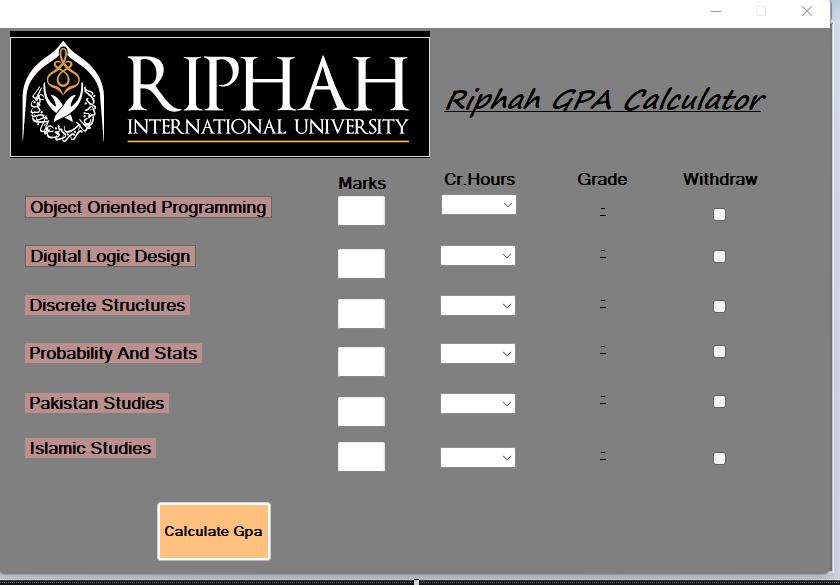 RIPHAH
INTERNATIONAL UNIVERSITY
Riphah GPA Calculator
Marks Cr.Hours Grade Withdraw
Object Oriented Programming -
Digital Logic Design -
Discrete Structures -
Probability And Stats -
Pakistan Studies -
Islamic Studies -
Calculate Gpa